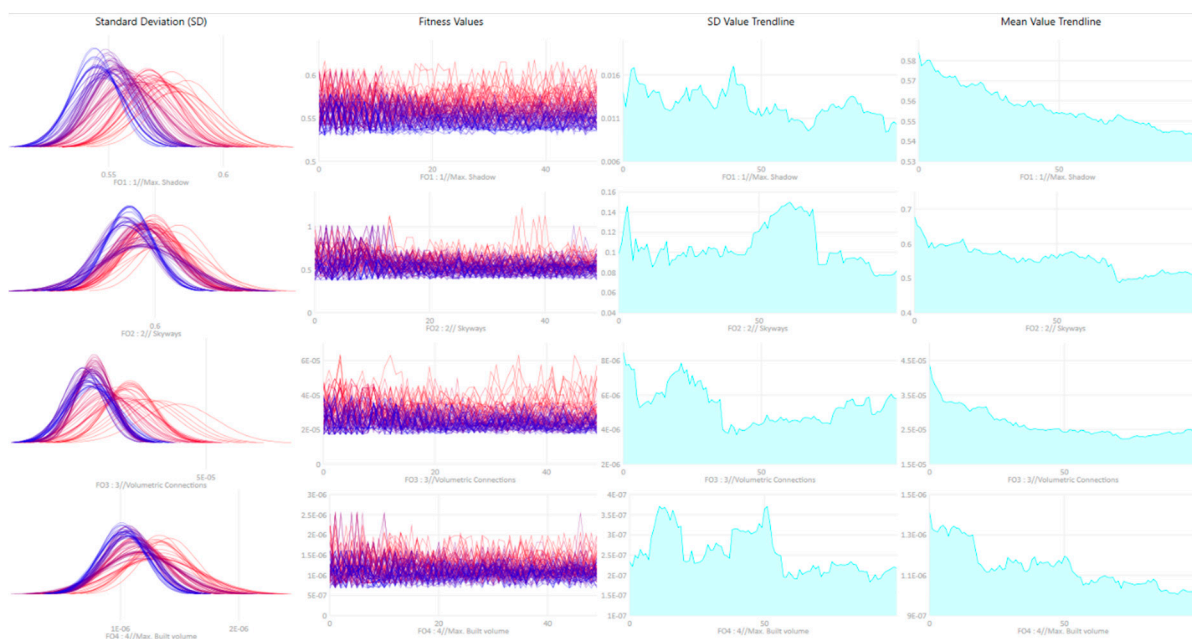 Standard Deviation (SD) Fitness Values SD Value Trendline Mean Value Trendline
0.6 0.016 0.58
0.57
0.56
0.55 0.011 0.55
0.54
0.55 0.6 0.5 0.006 0.53
0 20 40 50 0 50
FO1 : 1//Max. Shadow FO1 : 1//Max. Shadow FO1 : 1//Max. Shadow FO1 : 1//Max. Shadow
0.16
0.14 0.7
1 0.12 0.6
0.1
0.5 0.08 0.5
0.06
0.6 0 0.04 0.4
0 20 40 0 50 0 50
FO2 : 2// Skyways FO2 : 2// Skyways FO2 : 2// Skyways FO2 : 2// Skyways
6E-05 8E-06 4.5E-05
4E-05 6E-06 3.5E-05
2E-05 4E-06 2.5E-05
5E-05 0 2E-06 1.5E-05
0 20 40 0 50 0 50
FO3 : 3//Volumetric Connections FO3 : 3//Volumetric Connections FO3 : 3//Volumetric Connections FO3 : 3//Volumetric Connections
3E-06 4E-07 1.3E-06
2.5E-06 3.5E-07
2E-06 3E-07
1.5E-06 2.5E-07 1.1E-06
1E-06 2E-07
5E-07 1.5E-07
1E-06 2E-06 0 1E-07 9E-07
0 20 40 0 50 0 50
FO4 : 4//Max. Built volume FO4 : 4//Max. Built volume FO4 : 4//Max. Built volume FO4 : 4//Max. Built volume